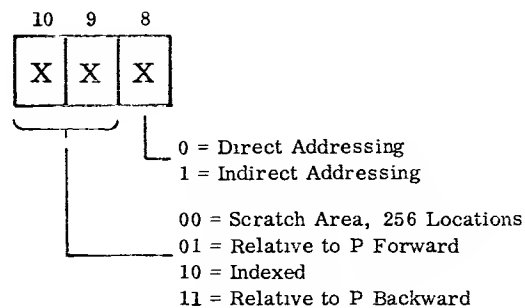 10 9 8
X X X
0 = Direct Addressing
1 = Indirect Addressing
00 = Scratch Area, 256 Locations
01 = Relative to P Forward
10 = Indexed
11 = Relative to P Backward